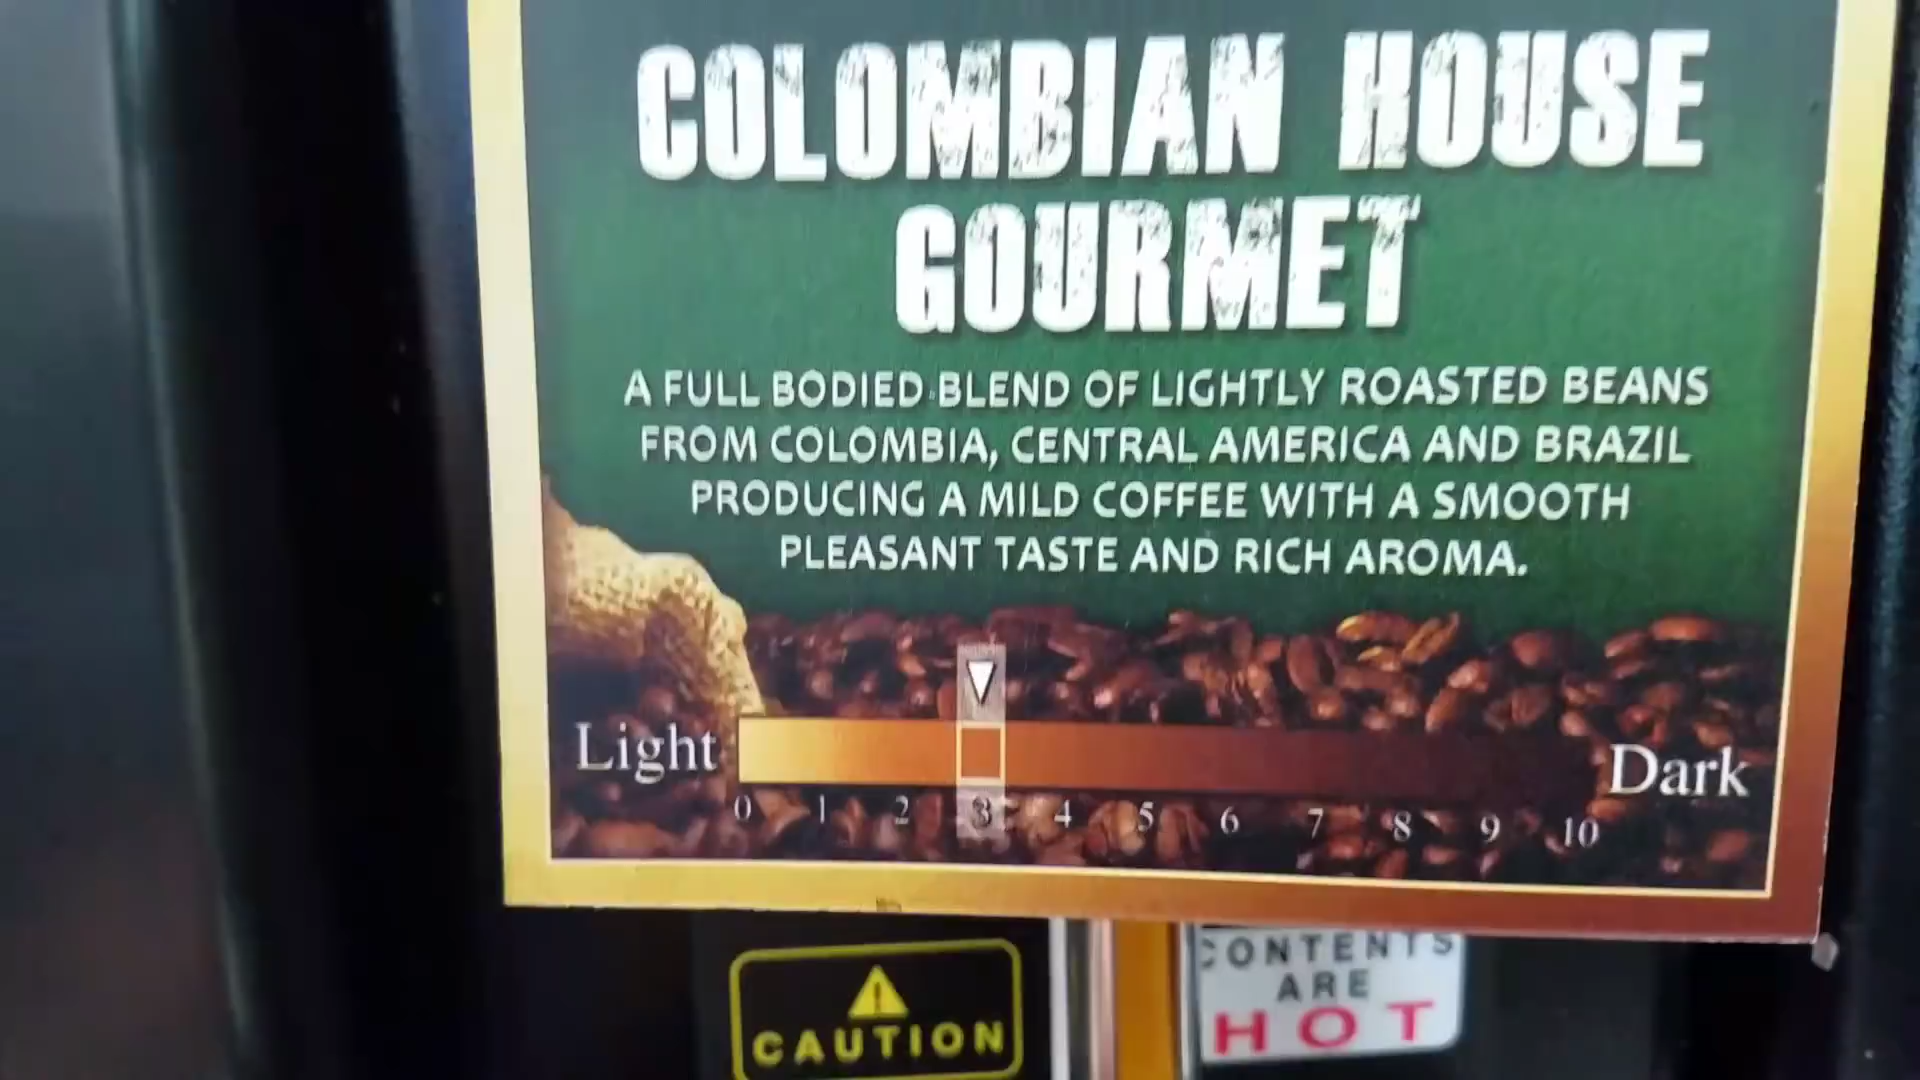 COLOMBIAN HOUSE
GOURMET
A FULL BODIED BLEND OF LIGHTLY ROASTED BEANS
FROM COLOMBIA, CENTRAL AMERICA AND BRAZIL
PRODUCING A MILD COFFEE WITH A SMOOTH
PLEASANT TASTE AND RICH AROMA.
Light Dark
0 1 2 3 4 5 6 7 8 9 10
CAUTION
CONTENTS
ARE
HOT